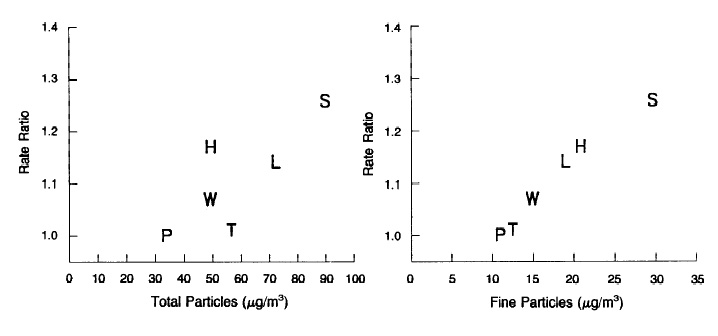 1.4
1.3
1.2
1.1
1.0
Rate Ratio
S
H
L
W
T
P
0 10 20 30 40 50 60 70 80 90 100
Total Particles (μg/m³)
1.4
1.3
1.2
1.1
1.0
Rate Ratio
S
H
L
W
T
P
0 5 10 15 20 25 30 35
Fine Particles (μg/m³)